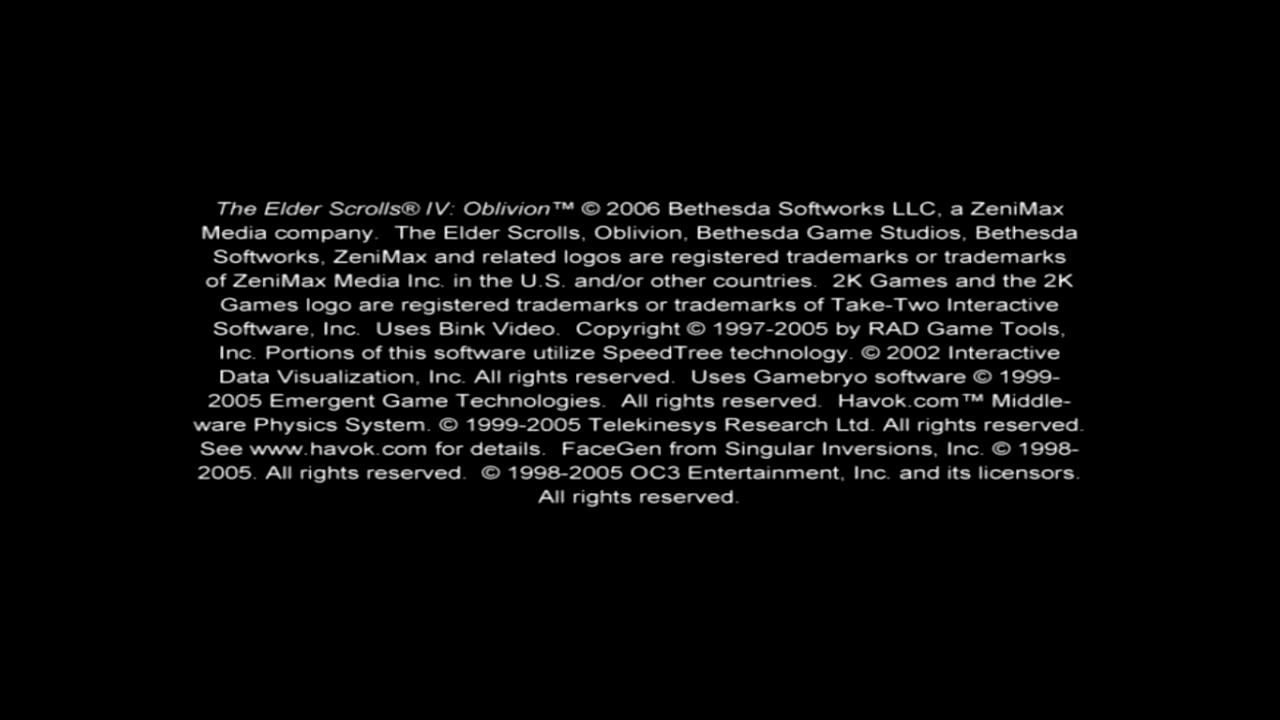 The Elder Scrolls® IV: Oblivion™ © 2006 Bethesda Softworks LLC, a ZeniMax
Media company.  The Elder Scrolls, Oblivion, Bethesda Game Studios, Bethesda
Softworks, ZeniMax and related logos are registered trademarks or trademarks
of ZeniMax Media Inc. in the U.S. and/or other countries.  2K Games and the 2K
Games logo are registered trademarks or trademarks of Take-Two Interactive
Software, Inc.  Uses Bink Video.  Copyright © 1997-2005 by RAD Game Tools,
Inc. Portions of this software utilize SpeedTree technology. © 2002 Interactive
Data Visualization, Inc. All rights reserved.  Uses Gamebryo software © 1999-
2005 Emergent Game Technologies.  All rights reserved.  Havok.com™ Middle-
ware Physics System. © 1999-2005 Telekinesys Research Ltd. All rights reserved.
See www.havok.com for details.  FaceGen from Singular Inversions, Inc. © 1998-
2005. All rights reserved.  © 1998-2005 OC3 Entertainment, Inc. and its licensors.
All rights reserved.